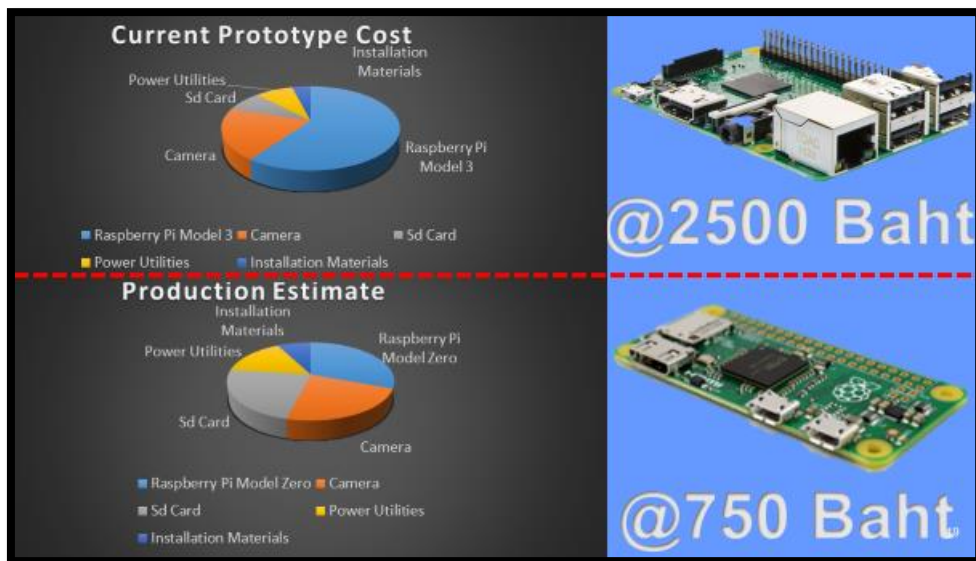 Current Prototype Cost
Installation
Materials
Power Utilities
Sd Card
Camera
Raspberry Pi
Model 3
Raspberry Pi Model 3 Camera Sd Card
Power Utilities Installation Materials
@2500 Baht
Production Estimate
Installation
Materials
Raspberry Pi
Model Zero
Power Utilities
Sd Card
Camera
Raspberry Pi Model Zero Camera
Sd Card Power Utilities
Installation Materials
@750 Baht